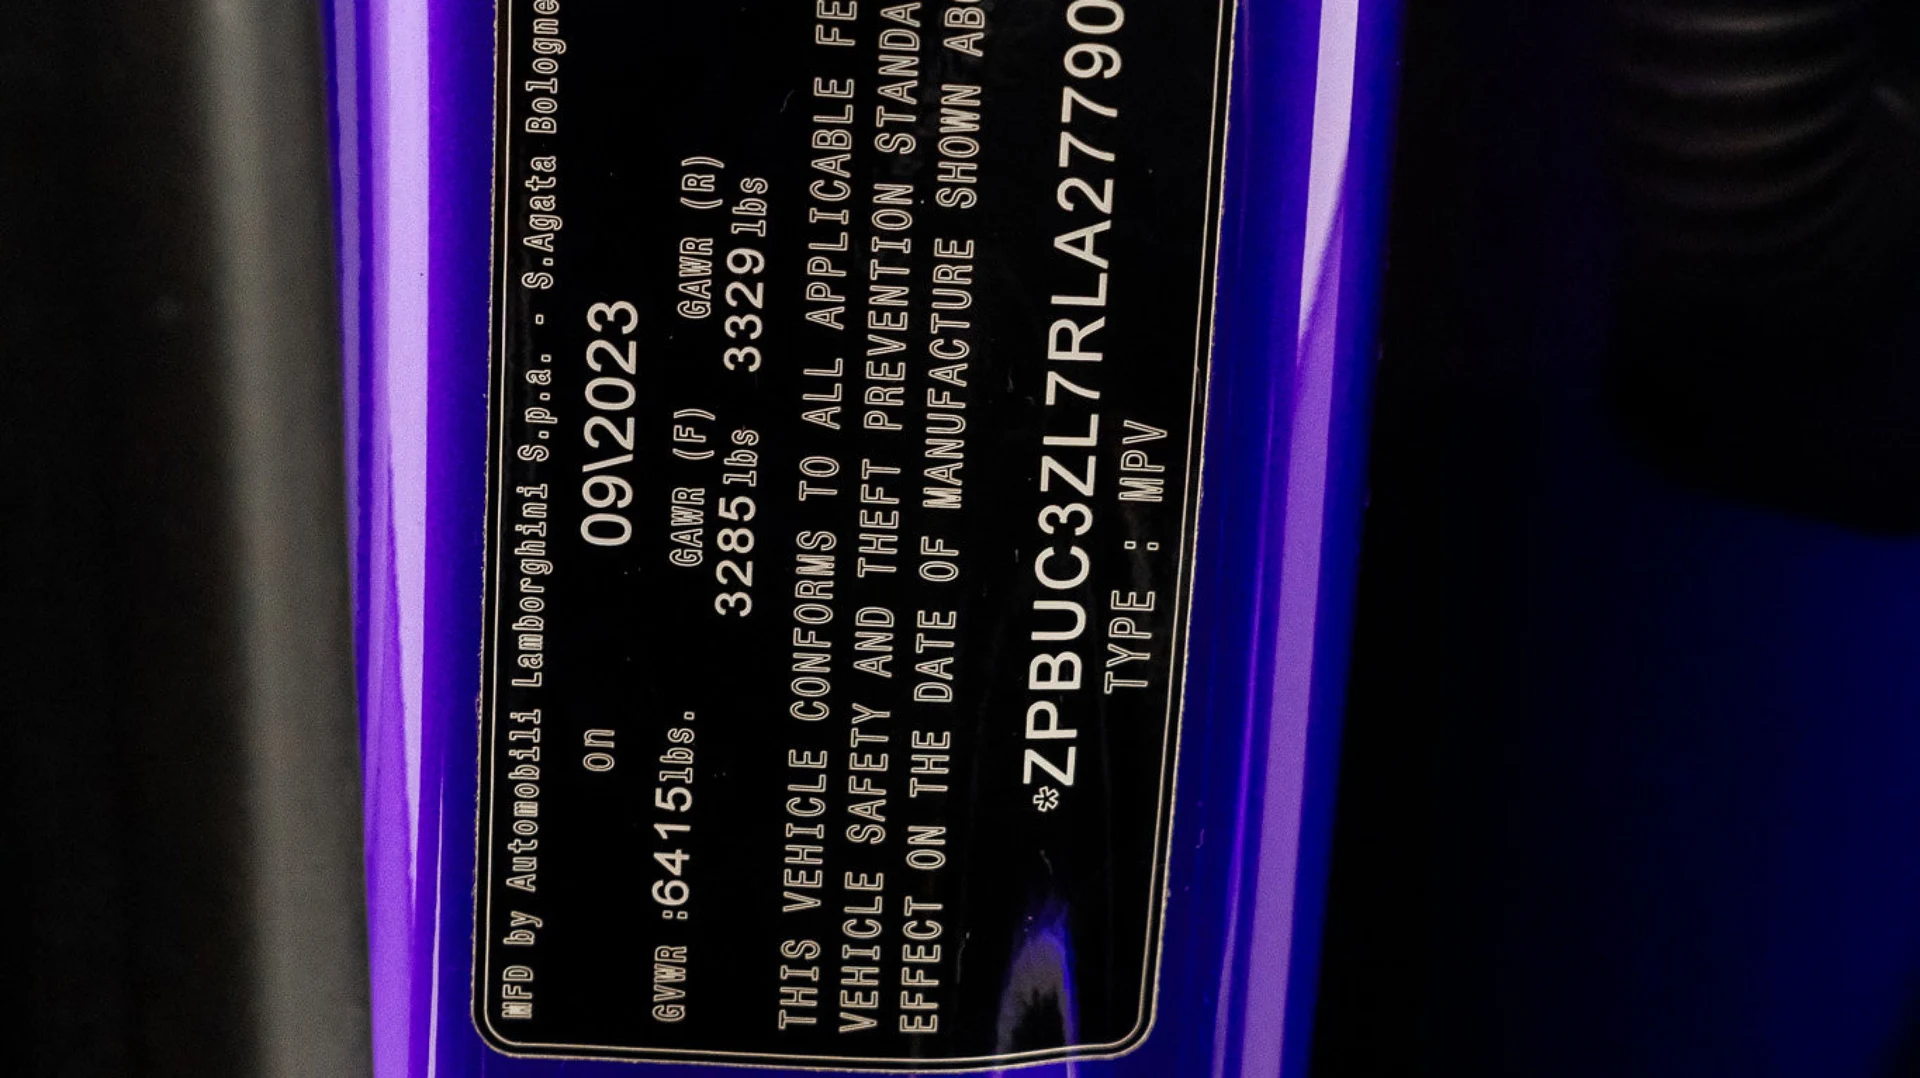 MFD by Automobili Lamborghini S.p.a. - S.Agata Bologne
on 09\2023
GVWR :6415lbs. GAWR (F) GAWR (R)
3285lbs 3329lbs
THIS VEHICLE CONFORMS TO ALL APPLICABLE FE
VEHICLE SAFETY AND THEFT PREVENTION STANDA
EFFECT ON THE DATE OF MANUFACTURE SHOWN ABO
*ZPBUC3ZL7RLA27790
TYPE : MPV